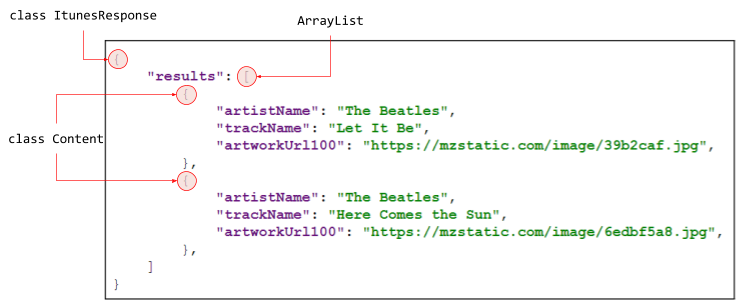 class ItunesResponse
ArrayList
{
"results": [
{
"artistName": "The Beatles",
"trackName": "Let It Be",
"artworkUrl100": "https://mzstatic.com/image/39b2caf.jpg",
class Content
},
{
"artistName": "The Beatles",
"trackName": "Here Comes the Sun",
"artworkUrl100": "https://mzstatic.com/image/6edbf5a8.jpg",
},
]
}